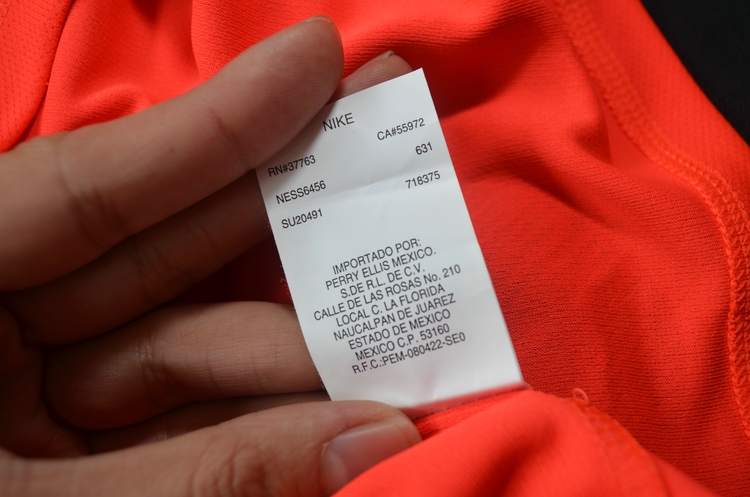 NIKE
RN#37763 CA#55972
NESS6456 631
SU20491 718375
IMPORTADO POR:
PERRY ELLIS MEXICO.
S.DE R.L. DE C.V.
CALLE DE LAS ROSAS No. 210
LOCAL C. LA FLORIDA
NAUCALPAN DE JUAREZ
ESTADO DE MEXICO
MEXICO C.P. 53160
R.F.C.:PEM-080422-SE0